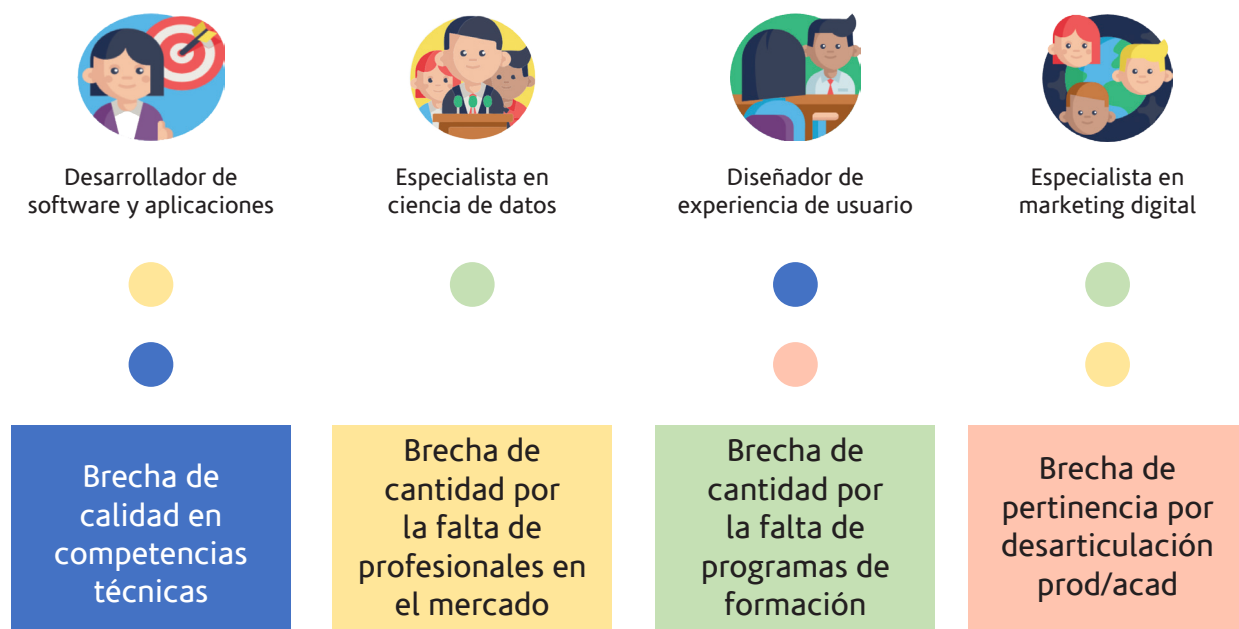 Desarrollador de
software y aplicaciones
Especialista en
ciencia de datos
Diseñador de
experiencia de usuario
Especialista en
marketing digital
Brecha de
calidad en
competencias
técnicas
Brecha de
cantidad por
la falta de
profesionales en
el mercado
Brecha de
cantidad por
la falta de
programas de
formación
Brecha de
pertinencia por
desarticulación
prod/acad